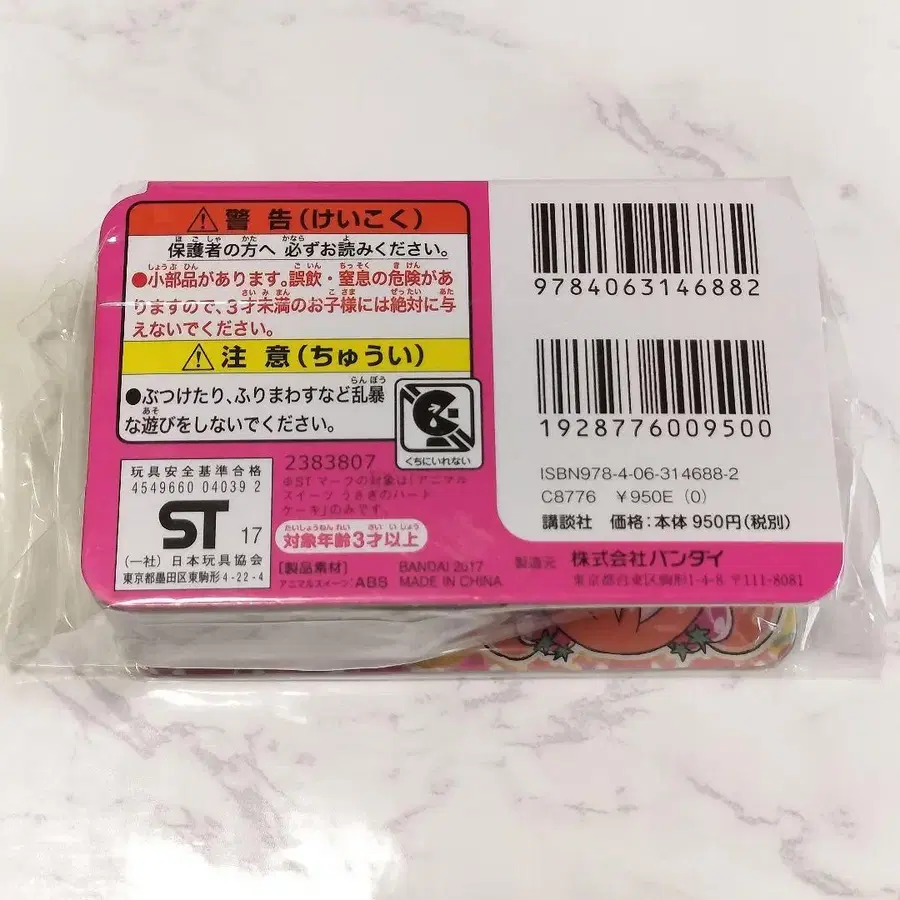 警告(けいこく)
保護者の方へ 必ずお読みください。
●小部品があります。誤飲・窒息の危険があ
りますので、3才未満のお子様には絶対に与
えないでください。
注意(ちゅうい)
●ぶつけたり、ふりまわすなど乱暴
な遊びをしないでください。
くちにいれない
玩具安全基準合格
4549660 04039 2
ST 17
(一社)日本玩具協会
東京都墨田区東駒形4-22-4
2383807
※STマークの対象は「アニマル
スイーツ うさぎのハート
ケーキ」のみです。
対象年齢3才以上
[製品素材]
アニマルスイーツ:ABS
BANDAI 2017
MADE IN CHINA
製造元 株式会社バンダイ
東京都台東区駒形1-4-8 〒111-8081
9784063146882
1928776009500
ISBN978-4-06-314688-2
C8776 ¥950E (0)
講談社 価格:本体950円(税別)